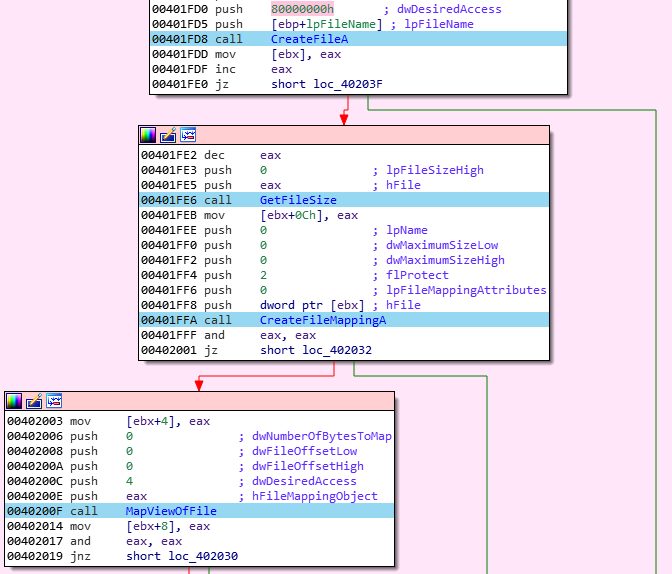 00401FD0 push 80000000h ; dwDesiredAccess
00401FD5 push [ebp+lpFileName] ; lpFileName
00401FD8 call CreateFileA
00401FDD mov [ebx], eax
00401FDF inc eax
00401FE0 jz short loc_40203F
00401FE2 dec eax
00401FE3 push 0 ; lpFileSizeHigh
00401FE5 push eax ; hFile
00401FE6 call GetFileSize
00401FEB mov [ebx+0Ch], eax
00401FEE push 0 ; lpName
00401FF0 push 0 ; dwMaximumSizeLow
00401FF2 push 0 ; dwMaximumSizeHigh
00401FF4 push 2 ; flProtect
00401FF6 push 0 ; lpFileMappingAttributes
00401FF8 push dword ptr [ebx] ; hFile
00401FFA call CreateFileMappingA
00401FFF and eax, eax
00402001 jz short loc_402032
00402003 mov [ebx+4], eax
00402006 push 0 ; dwNumberOfBytesToMap
00402008 push 0 ; dwFileOffsetLow
0040200A push 0 ; dwFileOffsetHigh
0040200C push 4 ; dwDesiredAccess
0040200E push eax ; hFileMappingObject
0040200F call MapViewOfFile
00402014 mov [ebx+8], eax
00402017 and eax, eax
00402019 jnz short loc_402030